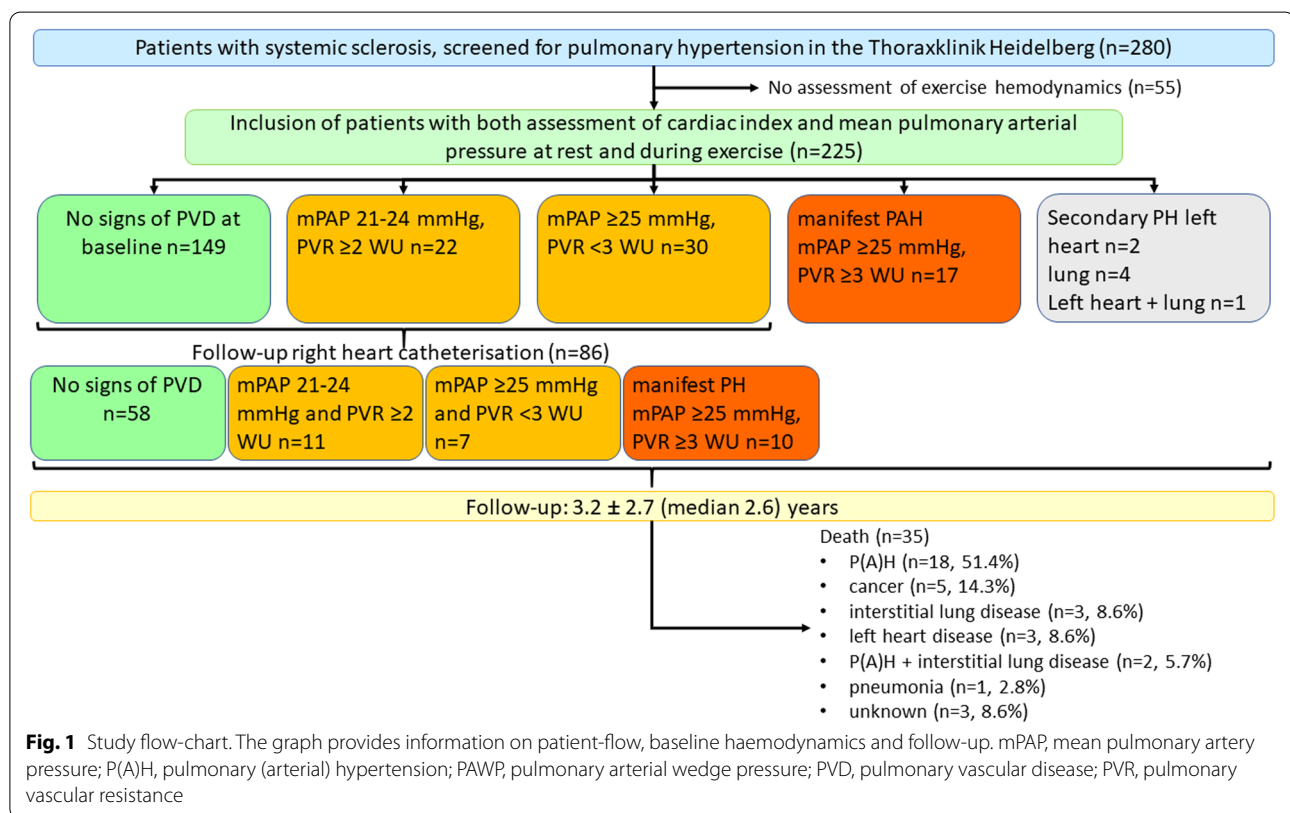 Patients with systemic sclerosis, screened for pulmonary hypertension in the Thoraxklinik Heidelberg (n=280)
No assessment of exercise hemodynamics (n=55)
Inclusion of patients with both assessment of cardiac index and mean pulmonary arterial
pressure at rest and during exercise (n=225)
No signs of PVD at
baseline n=149
mPAP 21-24 mmHg,
PVR ≥2 WU n=22
mPAP ≥25 mmHg,
PVR <3 WU n=30
manifest PAH
mPAP ≥25 mmHg,
PVR ≥3 WU n=17
Secondary PH left
heart n=2
lung n=4
Left heart + lung n=1
Follow-up right heart catheterisation (n=86)
No signs of PVD
n=58
mPAP 21-24
mmHg and PVR ≥2
WU n=11
mPAP ≥25 mmHg
and PVR <3 WU
n=7
manifest PH
mPAP ≥25 mmHg,
PVR ≥3 WU n=10
Follow-up: 3.2 ± 2.7 (median 2.6) years
Death (n=35)
• P(A)H (n=18, 51.4%)
• cancer (n=5, 14.3%)
• interstitial lung disease (n=3, 8.6%)
• left heart disease (n=3, 8.6%)
• P(A)H + interstitial lung disease (n=2, 5.7%)
• pneumonia (n=1, 2.8%)
• unknown (n=3, 8.6%)
Fig. 1 Study flow-chart. The graph provides information on patient-flow, baseline haemodynamics and follow-up. mPAP, mean pulmonary artery
pressure; P(A)H, pulmonary (arterial) hypertension; PAWP, pulmonary arterial wedge pressure; PVD, pulmonary vascular disease; PVR, pulmonary
vascular resistance